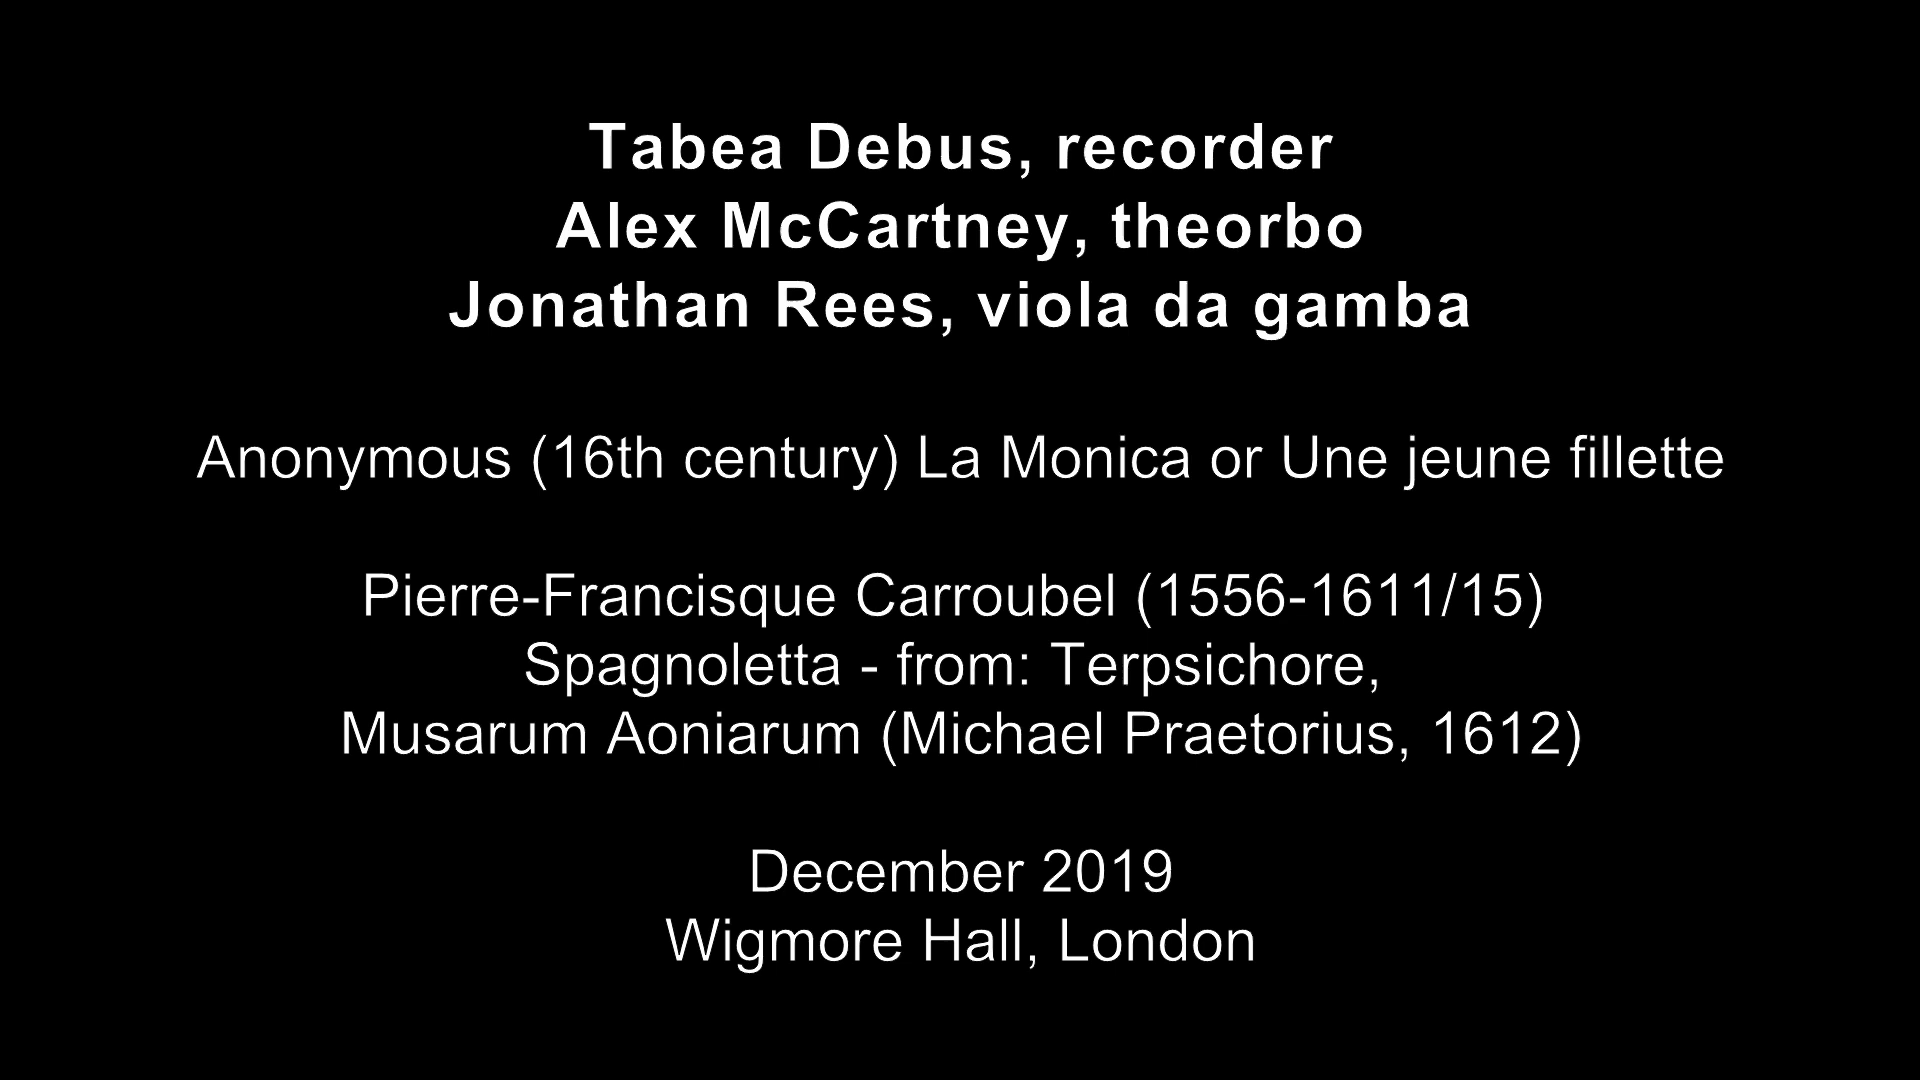 Tabea Debus, recorder
Alex McCartney, theorbo
Jonathan Rees, viola da gamba
Anonymous (16th century) La Monica or Une jeune fillette
Pierre-Francisque Carroubel (1556-1611/15)
Spagnoletta - from: Terpsichore,
Musarum Aoniarum (Michael Praetorius, 1612)
December 2019
Wigmore Hall, London